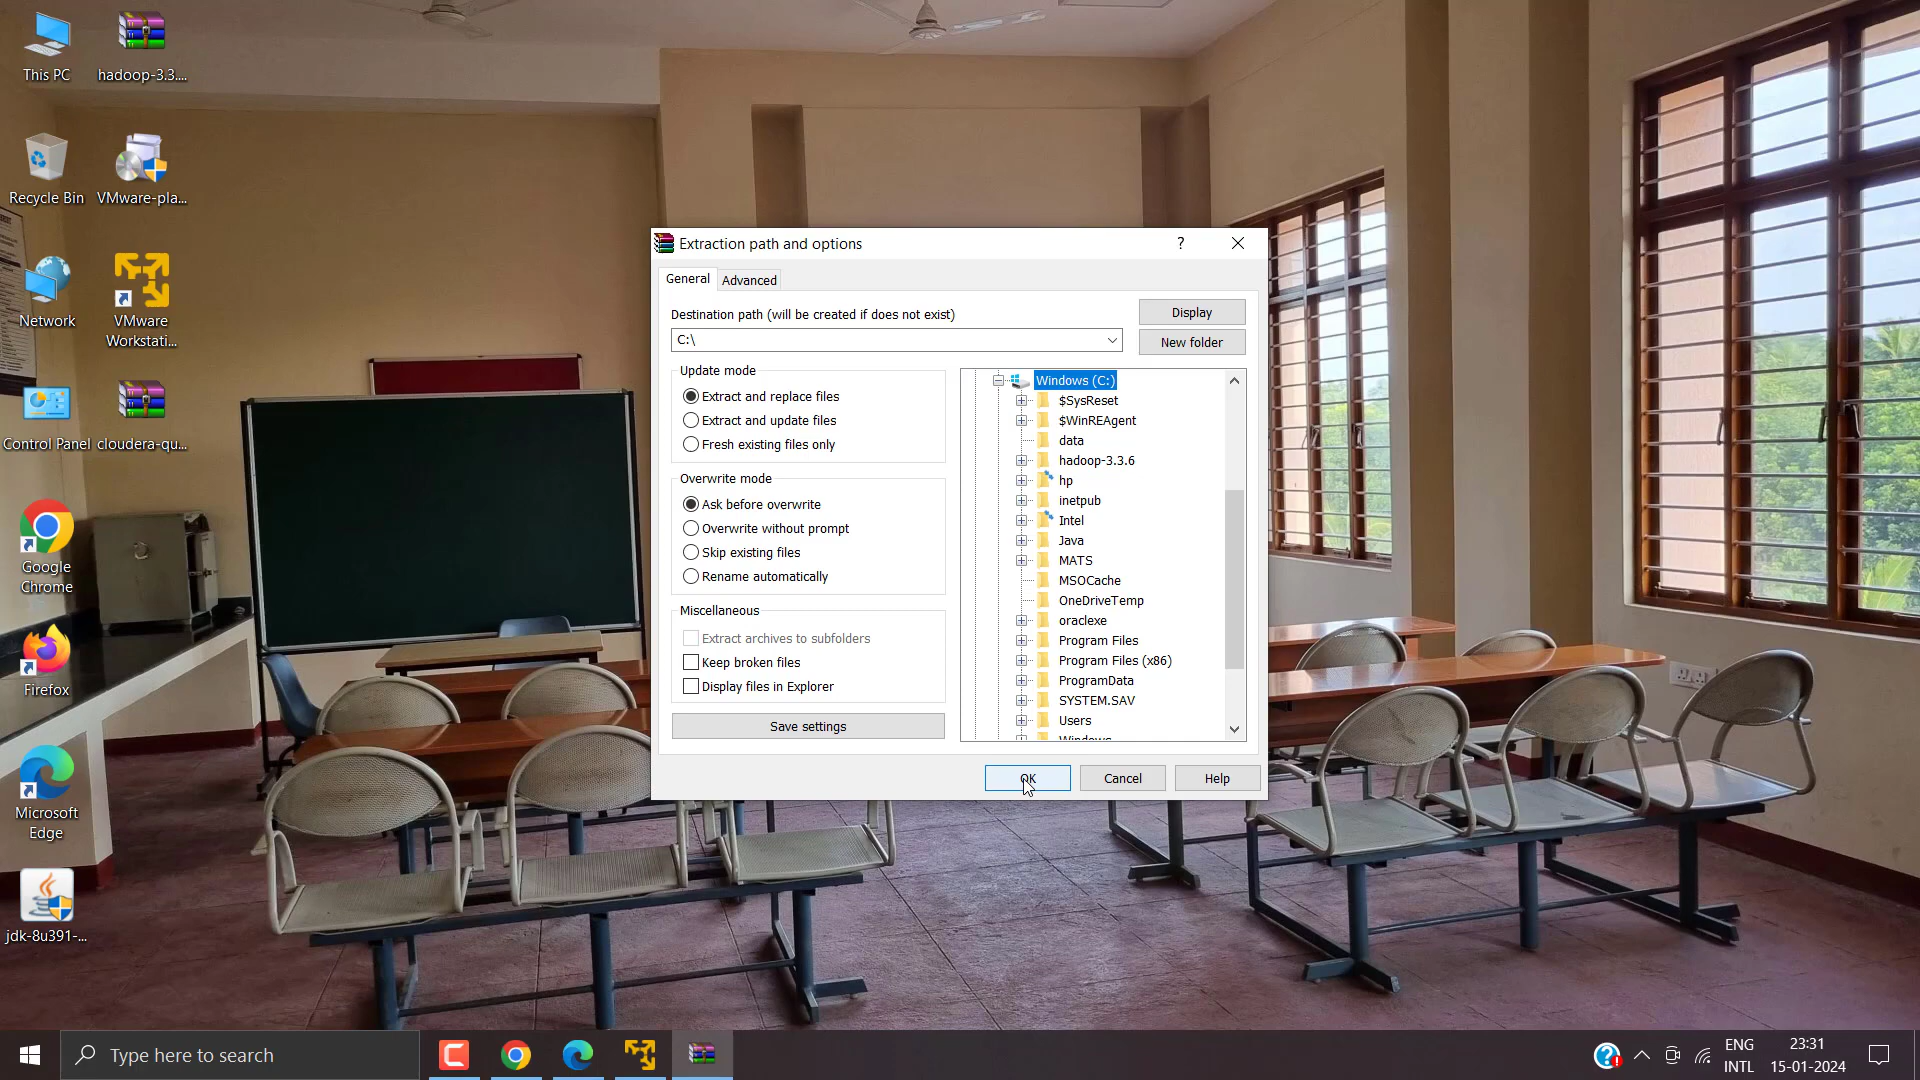 This PC
hadoop-3.3....
Recycle Bin
VMware-pla...
Network
VMware
Workstati...
Control Panel
cloudera-qu...
Google
Chrome
Firefox
Microsoft
Edge
jdk-8u391-...
Extraction path and options
?
General
Advanced
Destination path (will be created if does not exist)
C:\
Display
New folder
Update mode
Extract and replace files
Extract and update files
Fresh existing files only
Overwrite mode
Ask before overwrite
Overwrite without prompt
Skip existing files
Rename automatically
Miscellaneous
Extract archives to subfolders
Keep broken files
Display files in Explorer
Save settings
Windows (C:)
$SysReset
$WinREAgent
data
hadoop-3.3.6
hp
inetpub
Intel
Java
MATS
MSOCache
OneDriveTemp
oraclexe
Program Files
Program Files (x86)
ProgramData
SYSTEM.SAV
Users
Windows
OK
Cancel
Help
Type here to search
ENG
INTL
23:31
15-01-2024